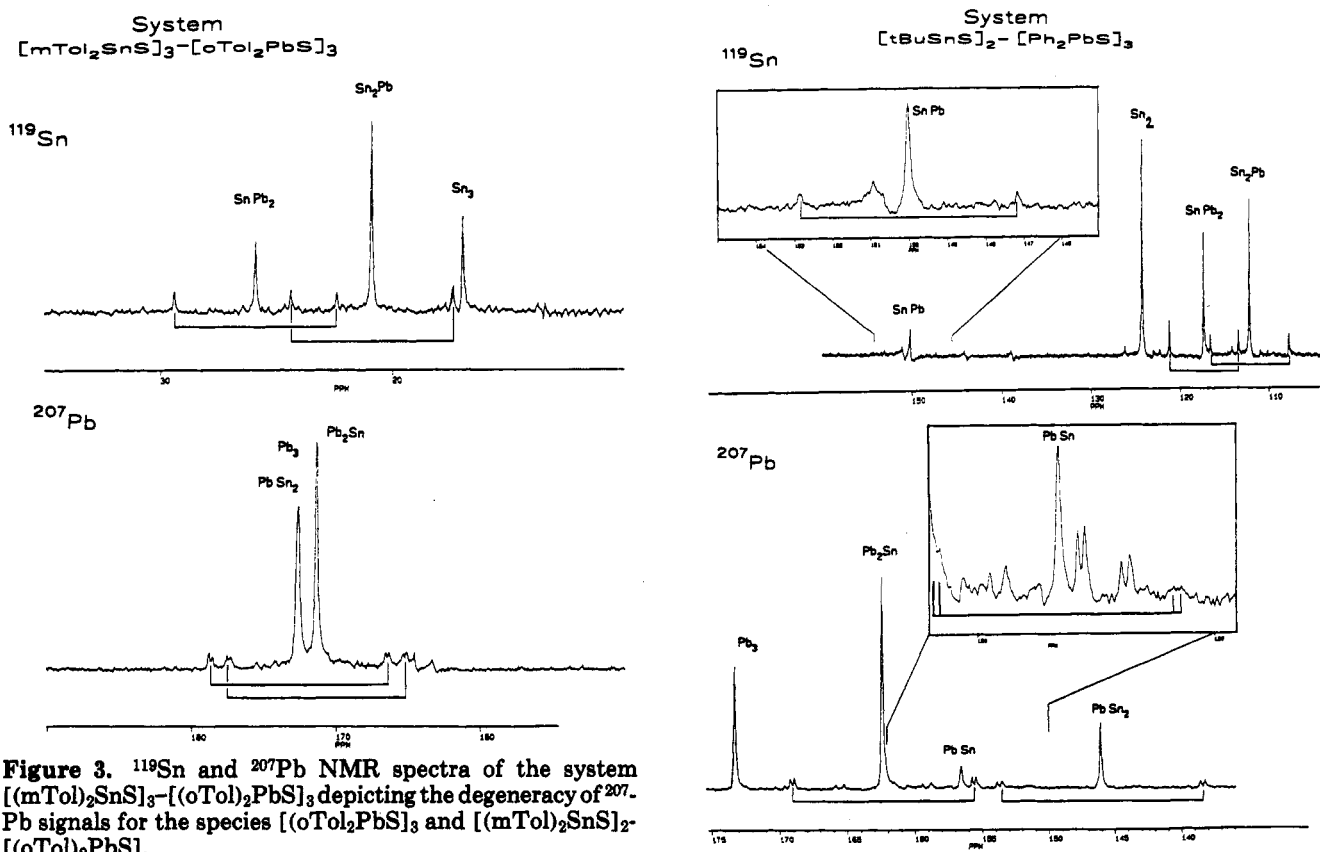 System
[mTol₂SnS]₃-[oTol₂PbS]₃
¹¹⁹Sn
Sn₂Pb
Sn Pb₂
Sn₃
30
20
PPM
²⁰⁷Pb
Pb₃
Pb₂Sn
Pb Sn₂
180
170
160
PPM
Figure 3. ¹¹⁹Sn and ²⁰⁷Pb NMR spectra of the system
[(mTol)₂SnS]₃-[(oTol)₂PbS]₃ depicting the degeneracy of ²⁰⁷-
Pb signals for the species [(oTol₂PbS]₃ and [(mTol)₂SnS]₂-
[(oTol)₂PbS].
System
[tBuSnS]₂-[Ph₂PbS]₃
¹¹⁹Sn
Sn Pb
Sn₂
Sn₂Pb
Sn Pb₂
Sn Pb
150
140
130
120
110
PPM
²⁰⁷Pb
Pb Sn
Pb₂Sn
Pb₃
Pb Sn
Pb Sn₂
175
170
165
160
155
150
145
140
PPM